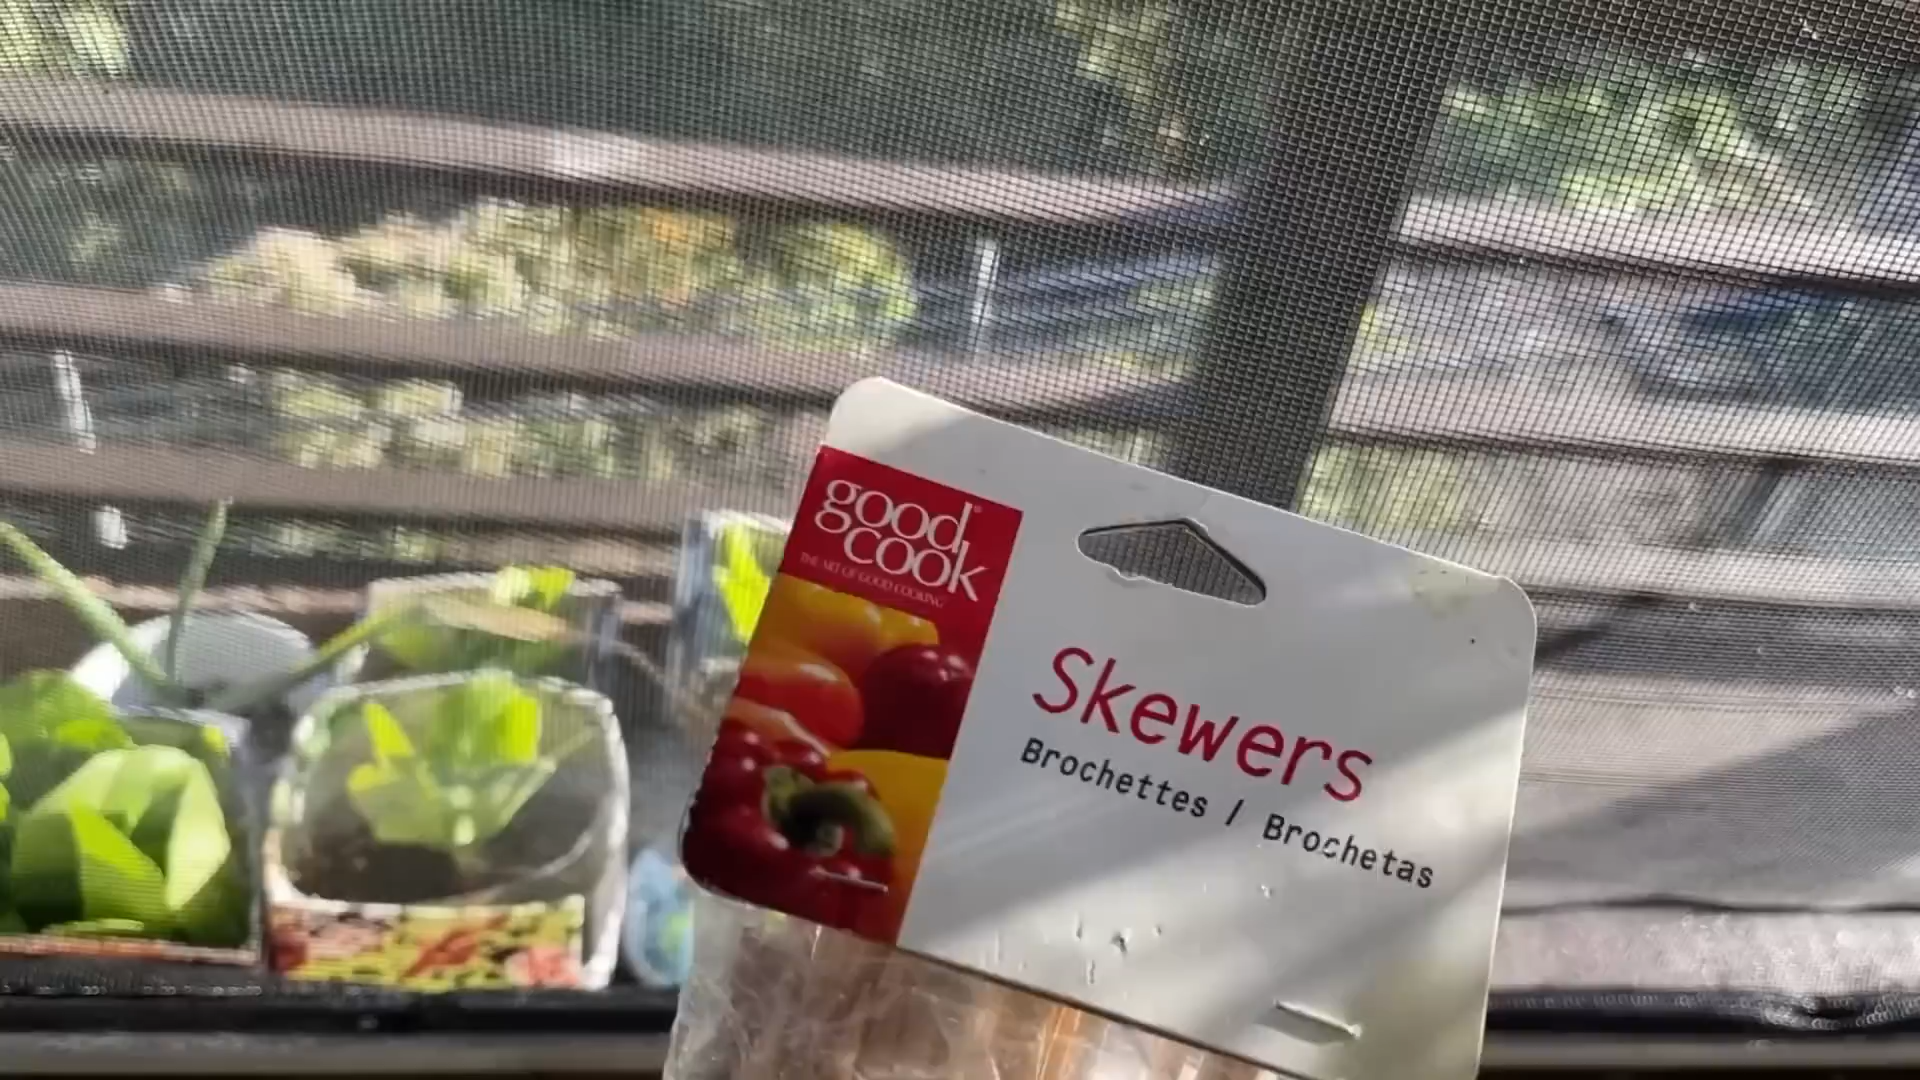 good
cook®
THE ART OF GOOD COOKING
Skewers
Brochettes / Brochetas